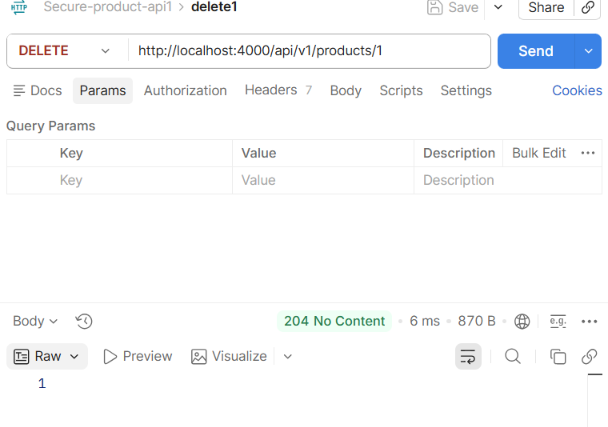 HTTP Secure-product-api1 > delete1 Save Share
DELETE http://localhost:4000/api/v1/products/1 Send
Docs Params Authorization Headers 7 Body Scripts Settings Cookies
Query Params
Key Value Description Bulk Edit
Key Value Description
Body 204 No Content • 6 ms • 870 B e.g.
Raw Preview Visualize
1